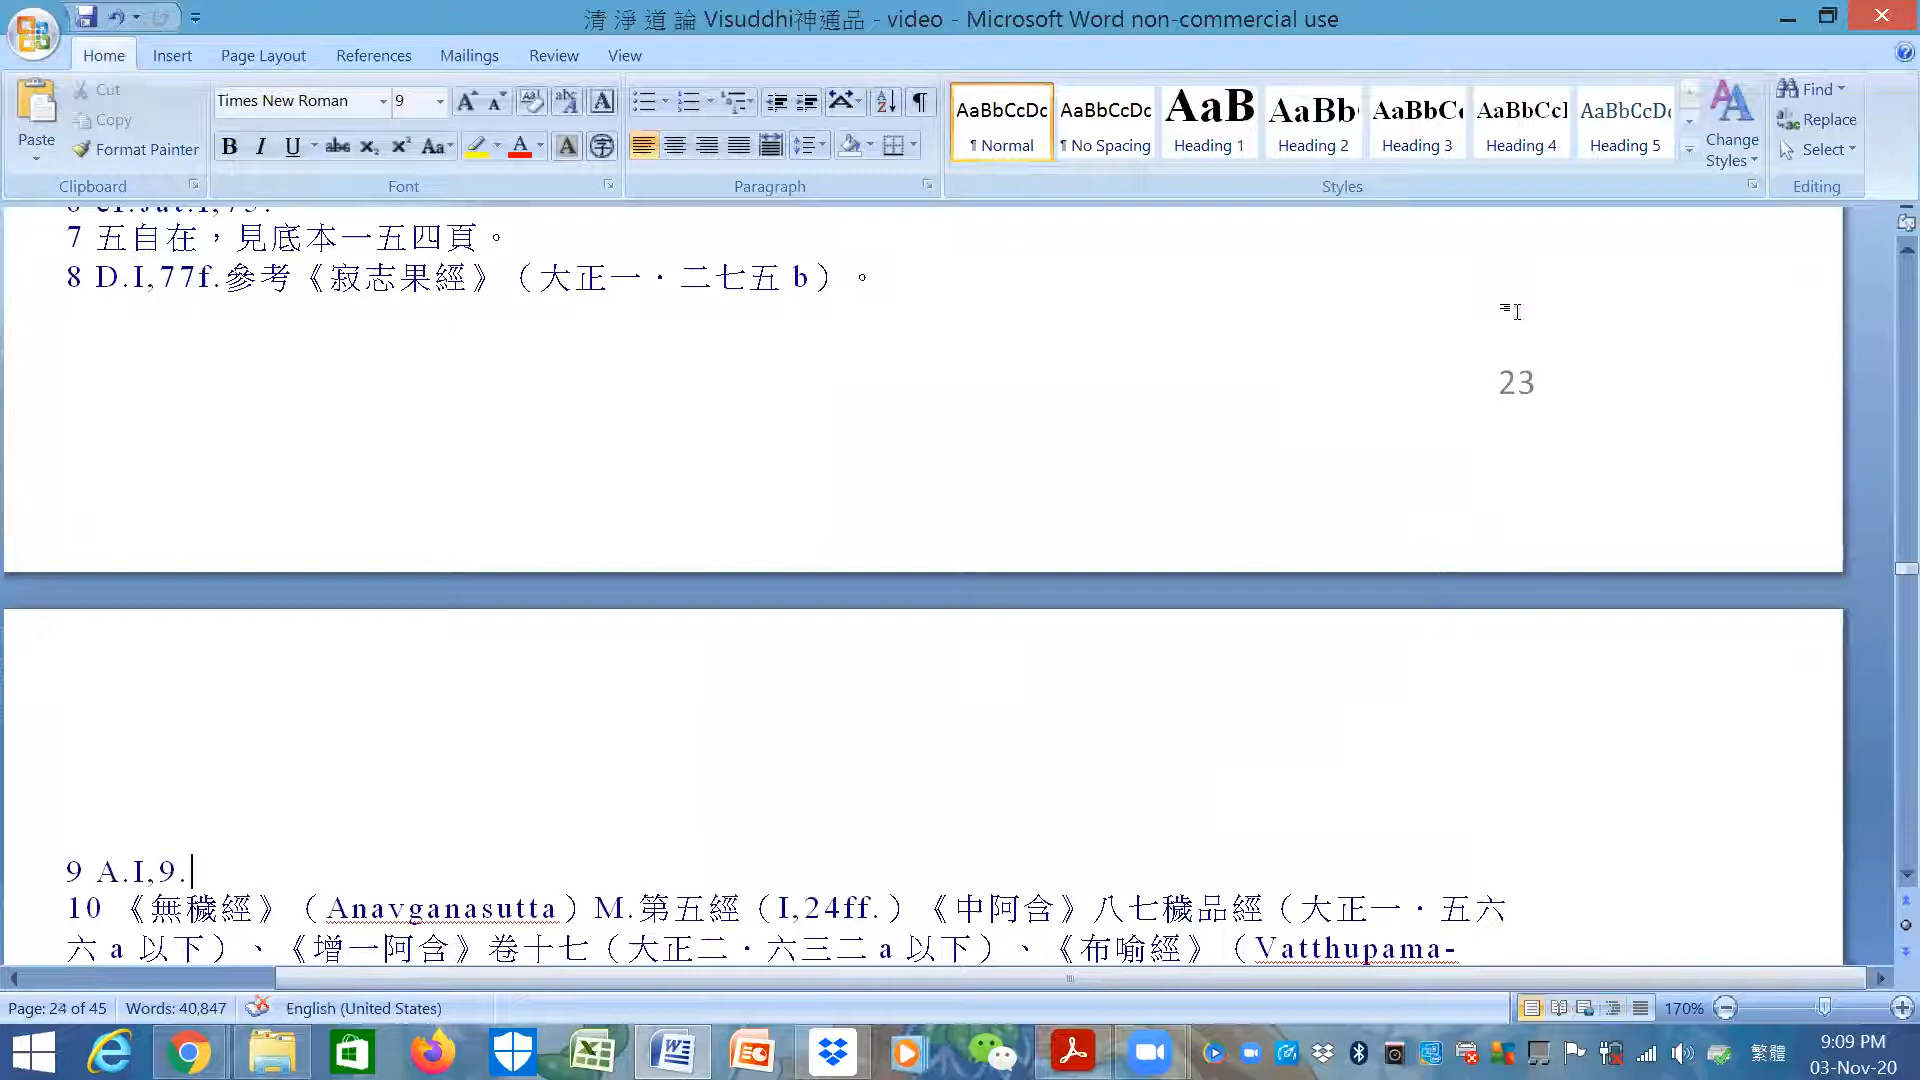 清 淨 道 論 Visuddhi神通品 - video - Microsoft Word non-commercial use
Home Insert Page Layout References Mailings Review View
Paste
Cut
Copy
Format Painter
Clipboard
Times New Roman 9
Font
Paragraph
AaBbCcDc AaBbCcDc AaB AaBb AaBbC AaBbCcI AaBbCcD
¶ Normal ¶ No Spacing Heading 1 Heading 2 Heading 3 Heading 4 Heading 5
Change Styles
Styles
Find
Replace
Select
Editing
7 五自在，見底本一五四頁。
8 D.I,77f.參考《寂志果經》（大正一．二七五 b）。
23
9 A.I,9.
10 《無穢經》（Anavganasutta）M.第五經（I,24ff.）《中阿含》八七穢品經（大正一．五六
六 a 以下）、《增一阿含》卷十七（大正二．六三二 a 以下）、《布喻經》（Vatthupama-
Page: 24 of 45 Words: 40,847 English (United States) 170%
繁體
9:09 PM
03-Nov-20